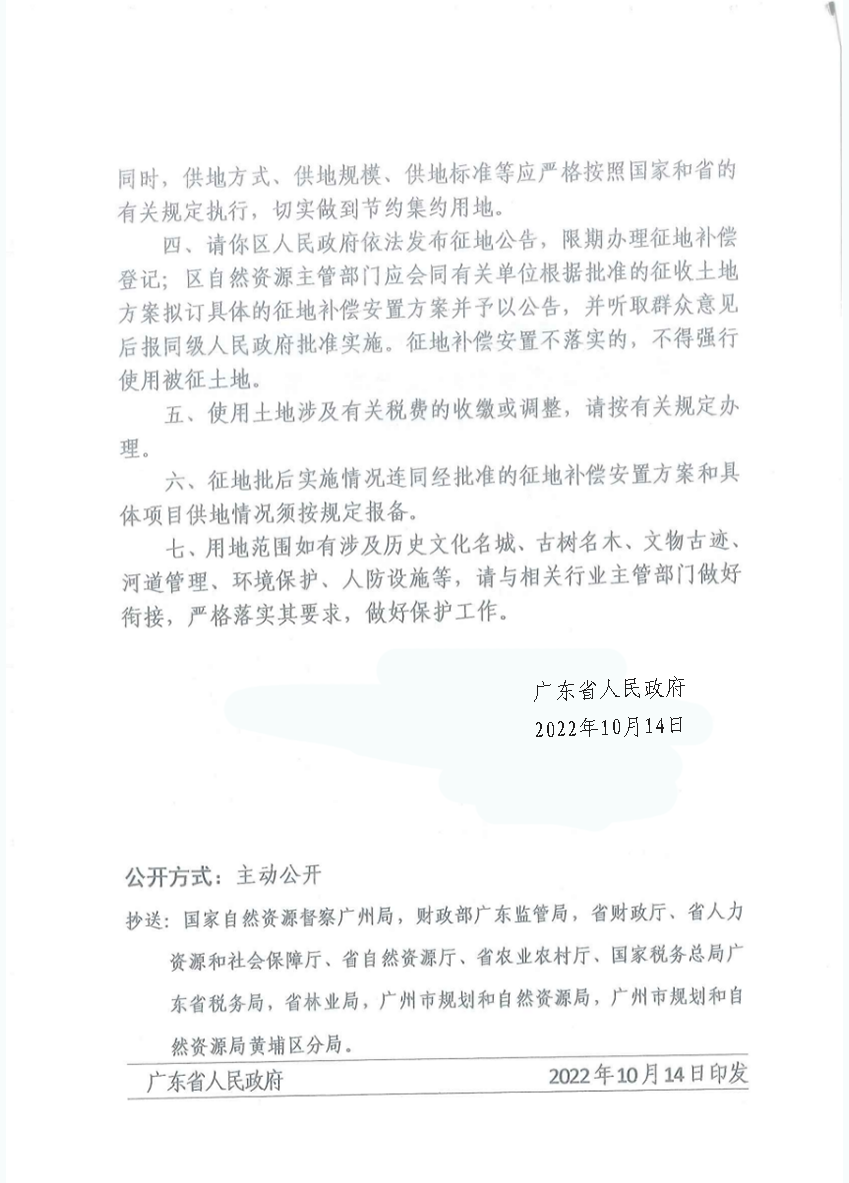 同时，供地方式、供地规模、供地标准等应严格按照国家和省的
有关规定执行，切实做到节约集约用地。
四、请你区人民政府依法发布征地公告，限期办理征地补偿
登记；区自然资源主管部门应会同有关单位根据批准的征收土地
方案拟订具体的征地补偿安置方案并予以公告，并听取群众意见
后报同级人民政府批准实施。征地补偿安置不落实的，不得强行
使用被征土地。
五、使用土地涉及有关税费的收缴或调整，请按有关规定办
理。
六、征地批后实施情况连同经批准的征地补偿安置方案和具
体项目供地情况须按规定报备。
七、用地范围如有涉及历史文化名城、古树名木、文物古迹、
河道管理、环境保护、人防设施等，请与相关行业主管部门做好
衔接，严格落实其要求，做好保护工作。
广东省人民政府
2022年10月14日
公开方式：主动公开
抄送：国家自然资源督察广州局，财政部广东监管局，省财政厅、省人力
资源和社会保障厅、省自然资源厅、省农业农村厅、国家税务总局广
东省税务局，省林业局，广州市规划和自然资源局，广州市规划和自
然资源局黄埔区分局。
广东省人民政府 2022年10月14日印发